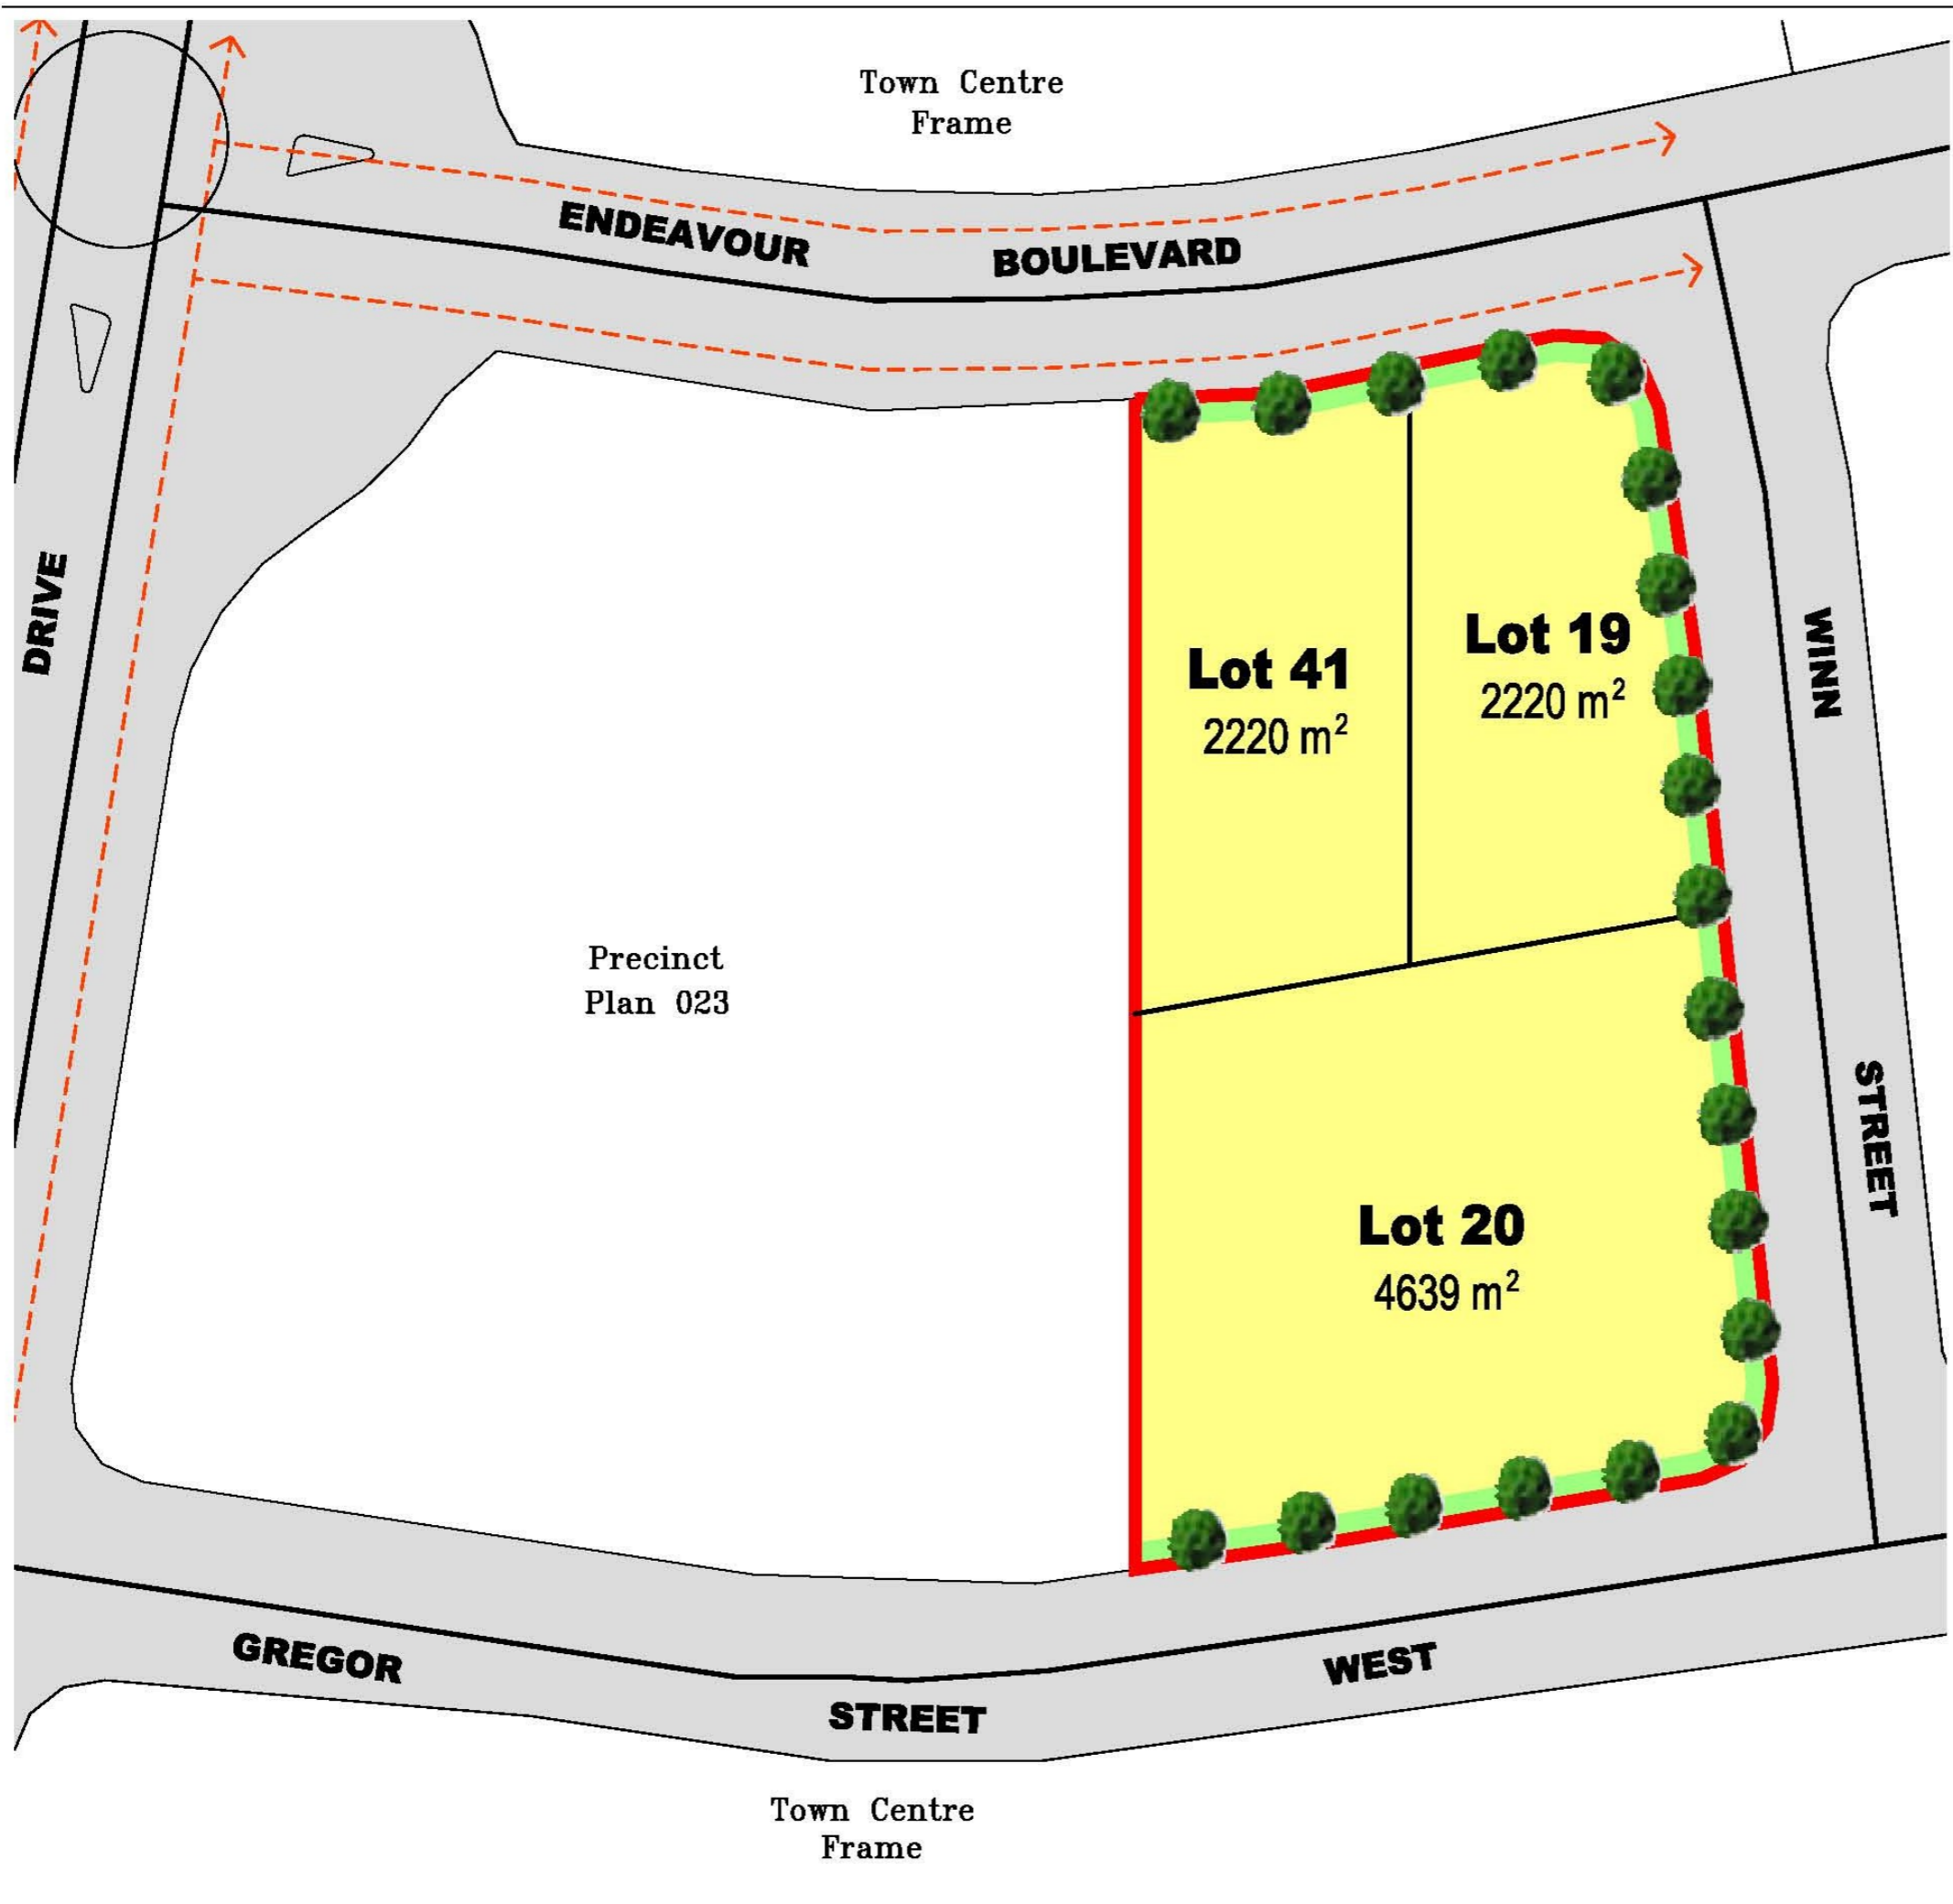 Town Centre
Frame
ENDEAVOUR BOULEVARD
DRIVE
Lot 41
2220 m²
Lot 19
2220 m²
WINN
STREET
Precinct
Plan 023
Lot 20
4639 m²
GREGOR
STREET
WEST
Town Centre
Frame